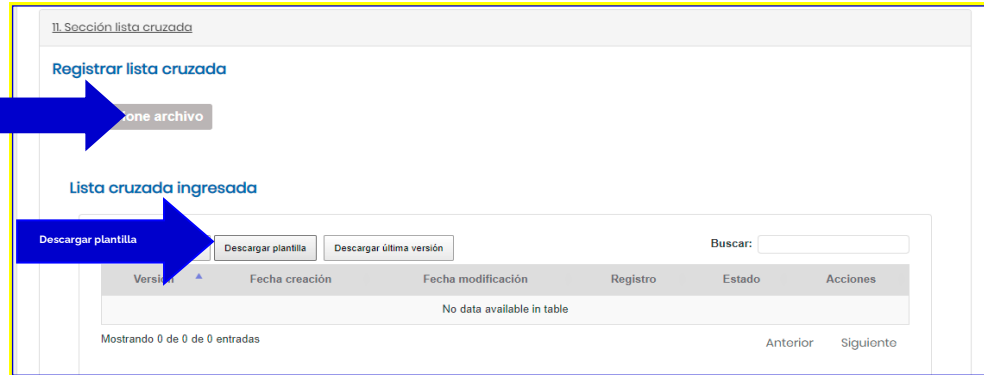 11. Sección lista cruzada
Registrar lista cruzada
one archivo
Lista cruzada ingresada
Descargar plantilla
Descargar plantilla
Descargar última versión
Buscar:
Versión Fecha creación Fecha modificación Registro Estado Acciones
No data available in table
Mostrando 0 de 0 de 0 entradas
Anterior Siguiente